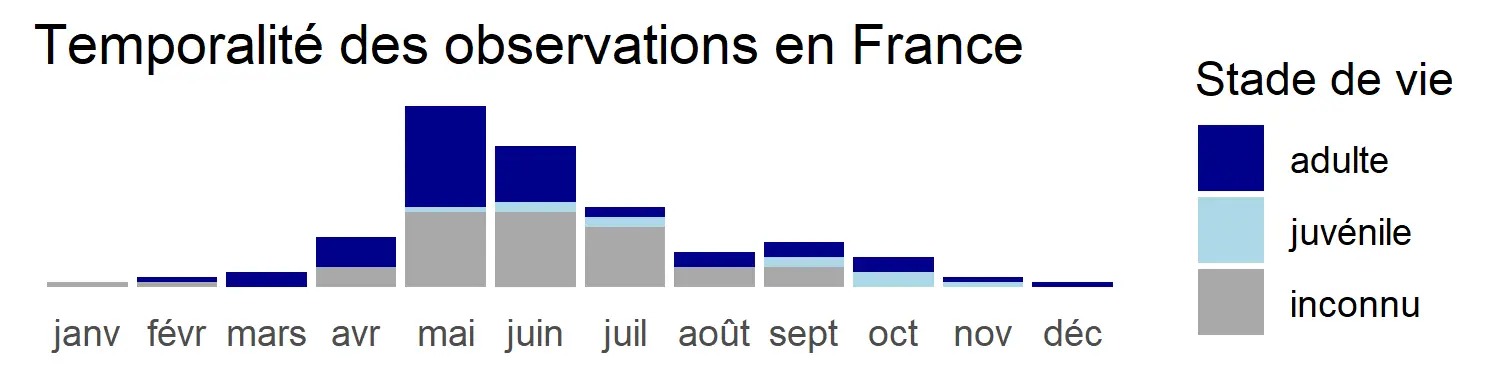 Temporalité des observations en France
Stade de vie
adulte
juvénile
inconnu
janv févr mars avr mai juin juil août sept oct nov déc